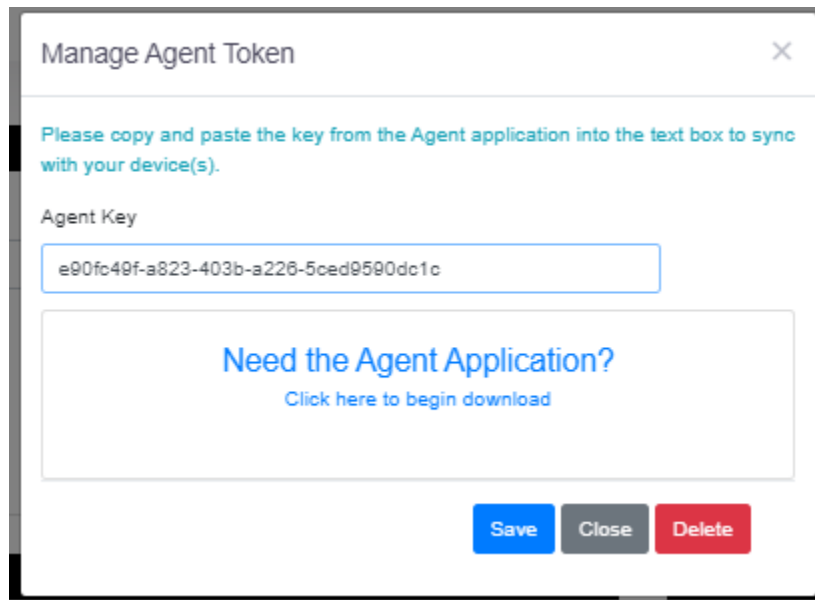 Manage Agent Token
×
Please copy and paste the key from the Agent application into the text box to sync
with your device(s).
Agent Key
e90fc49f-a823-403b-a226-5ced9590dc1c
Need the Agent Application?
Click here to begin download
Save Close Delete